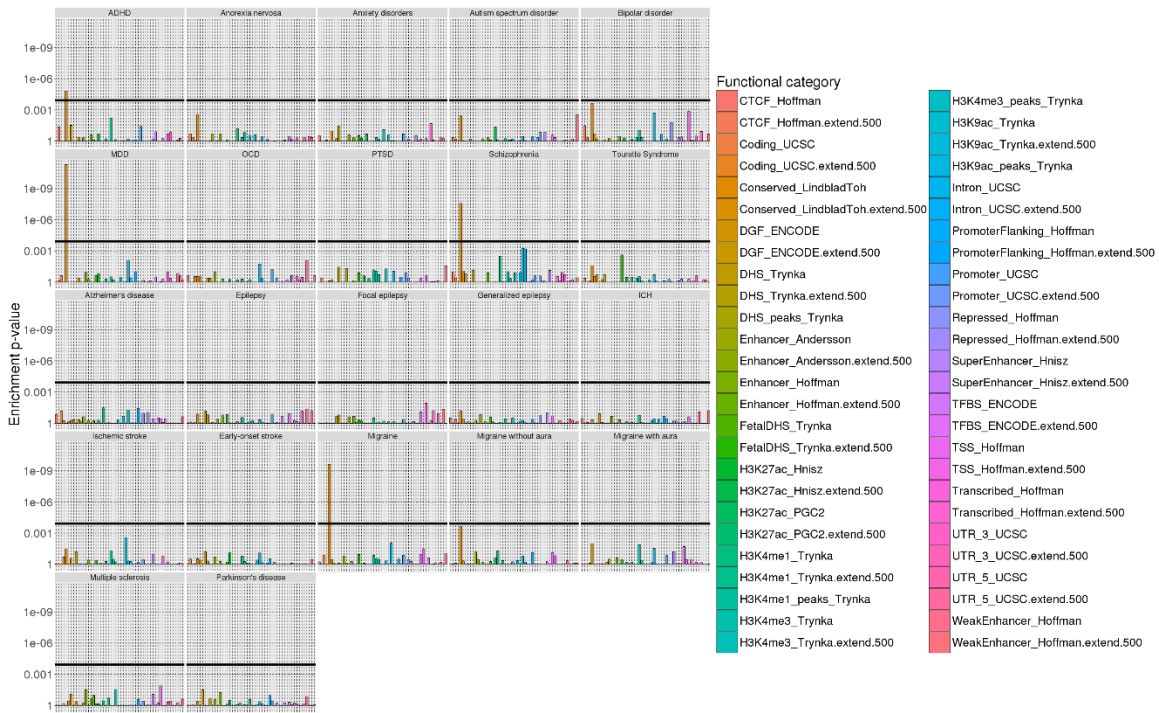 ADHD
Anorexia nervosa
Anxiety disorders
Autism spectrum disorder
Bipolar disorder
1e-09
1e-06
0.001
1
MDD
OCD
PTSD
Schizophrenia
Tourette Syndrome
1e-09
1e-06
0.001
1
Alzheimer's disease
Epilepsy
Focal epilepsy
Generalized epilepsy
ICH
1e-09
1e-06
0.001
1
Ischemic stroke
Early-onset stroke
Migraine
Migraine without aura
Migraine with aura
1e-09
1e-06
0.001
1
Multiple sclerosis
Parkinson's disease
1e-09
1e-06
0.001
1
Enrichment p-value
Functional category
CTCF_Hoffman
CTCF_Hoffman.extend.500
Coding_UCSC
Coding_UCSC.extend.500
Conserved_LindbladToh
Conserved_LindbladToh.extend.500
DGF_ENCODE
DGF_ENCODE.extend.500
DHS_Trynka
DHS_Trynka.extend.500
DHS_peaks_Trynka
Enhancer_Andersson
Enhancer_Andersson.extend.500
Enhancer_Hoffman
Enhancer_Hoffman.extend.500
FetalDHS_Trynka
FetalDHS_Trynka.extend.500
H3K27ac_Hnisz
H3K27ac_Hnisz.extend.500
H3K27ac_PGC2
H3K27ac_PGC2.extend.500
H3K4me1_Trynka
H3K4me1_Trynka.extend.500
H3K4me1_peaks_Trynka
H3K4me3_Trynka
H3K4me3_Trynka.extend.500
H3K4me3_peaks_Trynka
H3K9ac_Trynka
H3K9ac_Trynka.extend.500
H3K9ac_peaks_Trynka
Intron_UCSC
Intron_UCSC.extend.500
PromoterFlanking_Hoffman
PromoterFlanking_Hoffman.extend.500
Promoter_UCSC
Promoter_UCSC.extend.500
Repressed_Hoffman
Repressed_Hoffman.extend.500
SuperEnhancer_Hnisz
SuperEnhancer_Hnisz.extend.500
TFBS_ENCODE
TFBS_ENCODE.extend.500
TSS_Hoffman
TSS_Hoffman.extend.500
Transcribed_Hoffman
Transcribed_Hoffman.extend.500
UTR_3_UCSC
UTR_3_UCSC.extend.500
UTR_5_UCSC
UTR_5_UCSC.extend.500
WeakEnhancer_Hoffman
WeakEnhancer_Hoffman.extend.500